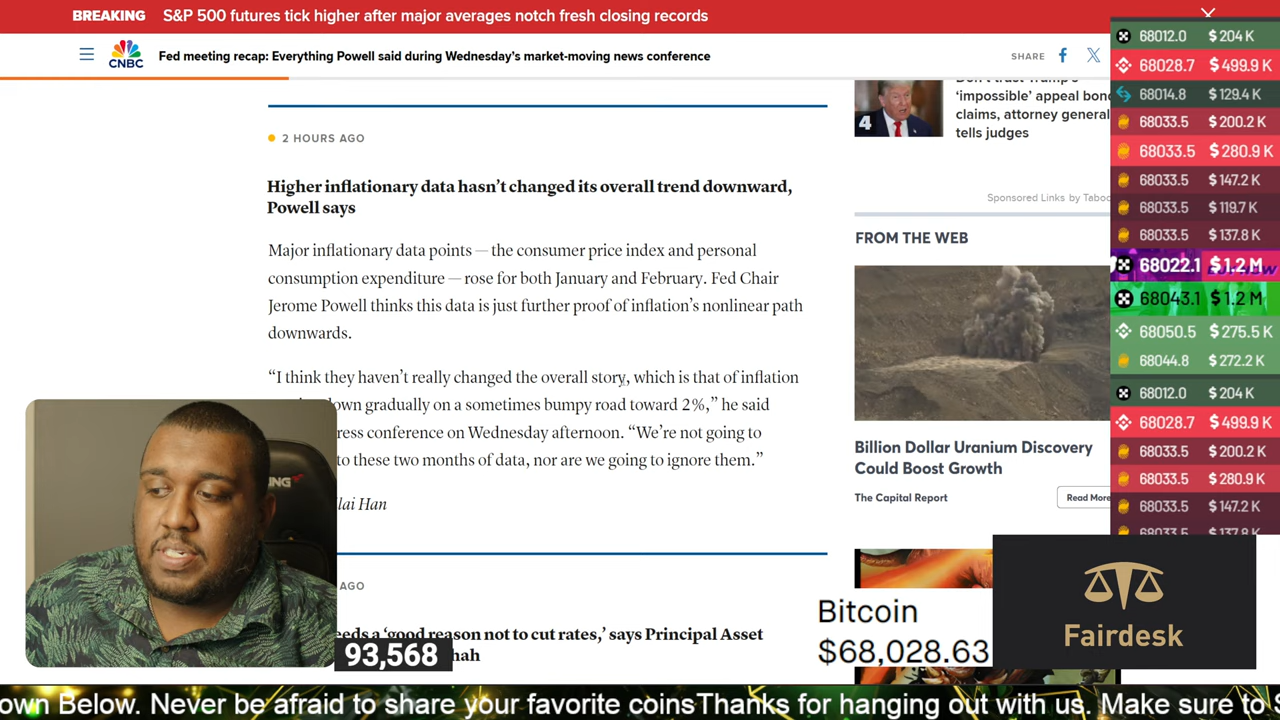 BREAKING S&P 500 futures tick higher after major averages notch fresh closing records
CNBC
Fed meeting recap: Everything Powell said during Wednesday's market-moving news conference
SHARE
2 HOURS AGO
Higher inflationary data hasn't changed its overall trend downward,
Powell says
Major inflationary data points — the consumer price index and personal
consumption expenditure — rose for both January and February. Fed Chair
Jerome Powell thinks this data is just further proof of inflation's nonlinear path
downwards.
“I think they haven't really changed the overall story, which is that of inflation
own gradually on a sometimes bumpy road toward 2%,” he said
ress conference on Wednesday afternoon. “We're not going to
to these two months of data, nor are we going to ignore them.”
lai Han
AGO
eeds a ‘good reason not to cut rates,’ says Principal Asset
hah
93,568
4
Don't trust Trump's
‘impossible’ appeal bond
claims, attorney general
tells judges
Sponsored Links by Taboo
FROM THE WEB
Billion Dollar Uranium Discovery
Could Boost Growth
The Capital Report
Read More
Bitcoin
$68,028.63
Fairdesk
68012.0 $ 204 K
68028.7 $ 499.9 K
68014.8 $ 129.4 K
68033.5 $ 200.2 K
68033.5 $ 280.9 K
68033.5 $ 147.2 K
68033.5 $ 119.7 K
68033.5 $ 137.8 K
68022.1 $ 1.2 M
68043.1 $ 1.2 M
68050.5 $ 275.5 K
68044.8 $ 272.2 K
68012.0 $ 204 K
68028.7 $ 499.9 K
68033.5 $ 200.2 K
68033.5 $ 280.9 K
68033.5 $ 147.2 K
68033.5 $ 137.8 K
own Below. Never be afraid to share your favorite coinsThanks for hanging out with us. Make sure to S